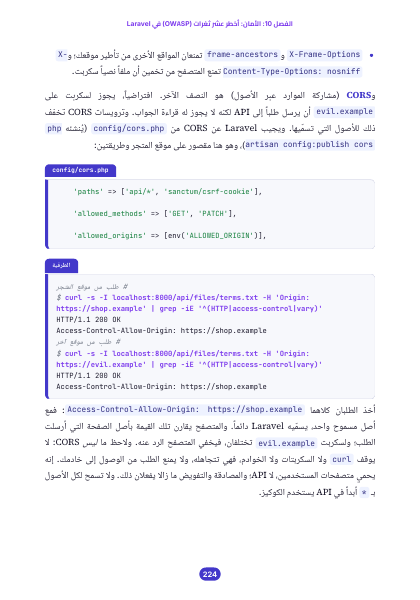 الفصل 10: الأمان: أخطر عشر ثغرات (OWASP) في Laravel
• X-Frame-Options و frame-ancestors تمنعان المواقع الأخرى من تأطير موقعك؛ وX-
Content-Type-Options: nosniff تمنع المتصفح من تخمين أن ملفاً نصياً سكربت.
وCORS (مشاركة الموارد عبر الأصول) هو النصف الآخر. افتراضياً، يجوز لسكربت على
evil.example أن يرسل طلباً إلى API لكنه لا يجوز له قراءة الجواب. وترويسات CORS تخفف
ذلك للأصول التي تسمّيها. ويجيب Laravel عن CORS من config/cors.php (يُنشئه php
artisan config:publish cors)، وهو هنا مقصور على موقع المتجر وطريقتين:
config/cors.php
'paths' => ['api/*', 'sanctum/csrf-cookie'],
'allowed_methods' => ['GET', 'PATCH'],
'allowed_origins' => [env('ALLOWED_ORIGIN')],
الطرفية
# طلب من موقع المتجر
$ curl -s -I localhost:8000/api/files/terms.txt -H 'Origin:
https://shop.example' | grep -iE '^(HTTP|access-control|vary)'
HTTP/1.1 200 OK
Access-Control-Allow-Origin: https://shop.example
# طلب من موقع آخر
$ curl -s -I localhost:8000/api/files/terms.txt -H 'Origin:
https://evil.example' | grep -iE '^(HTTP|access-control|vary)'
HTTP/1.1 200 OK
Access-Control-Allow-Origin: https://shop.example
أخذ الطلبان كلاهما Access-Control-Allow-Origin: https://shop.example: فمع
أصل مسموح واحد، يسمّيه Laravel دائماً. والمتصفح يقارن تلك القيمة بأصل الصفحة التي أرسلت
الطلب؛ ولسكربت evil.example تختلفان، فيخفي المتصفح الرد عنه. ولاحظ ما ليس CORS: لا
يوقف curl ولا السكربتات ولا الخوادم، فهي تتجاهله، ولا يمنع الطلب من الوصول إلى خادمك. إنه
يحمي متصفحات المستخدمين، لا API؛ والمصادقة والتفويض ما زالا يفعلان ذلك. ولا تسمح لكل الأصول
بـ * أبداً في API يستخدم الكوكيز.
224